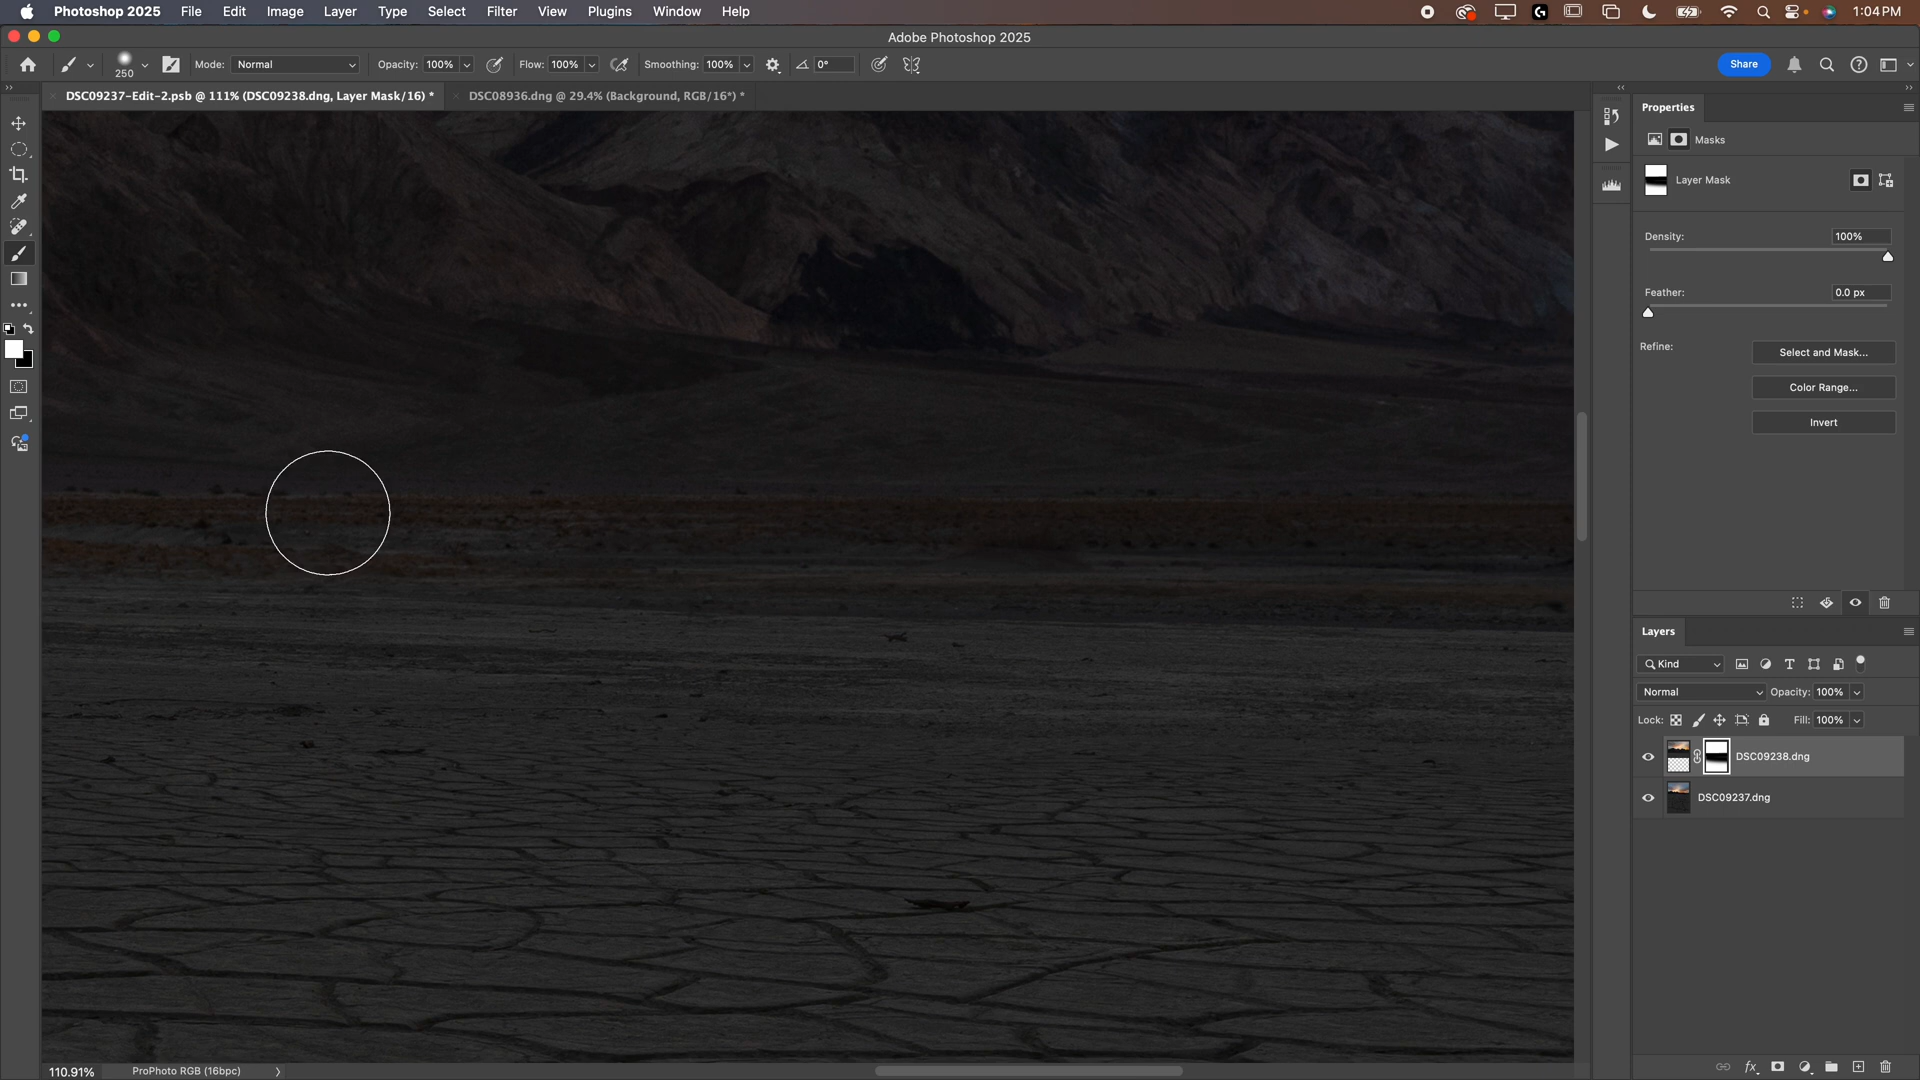 Photoshop 2025 File Edit Image Layer Type Select Filter View Plugins Window Help 1:04 PM
Adobe Photoshop 2025
250 Mode: Normal Opacity: 100% Flow: 100% Smoothing: 100% 0° Share
DSC09237-Edit-2.psb @ 111% (DSC09238.dng, Layer Mask/16) * DSC08936.dng @ 29.4% (Background, RGB/16*) *
Properties
Masks
Layer Mask
Density: 100%
Feather: 0.0 px
Refine: Select and Mask...
Color Range...
Invert
Layers
Kind
Normal Opacity: 100%
Lock: Fill: 100%
DSC09238.dng
DSC09237.dng
fx
110.91% ProPhoto RGB (16bpc)